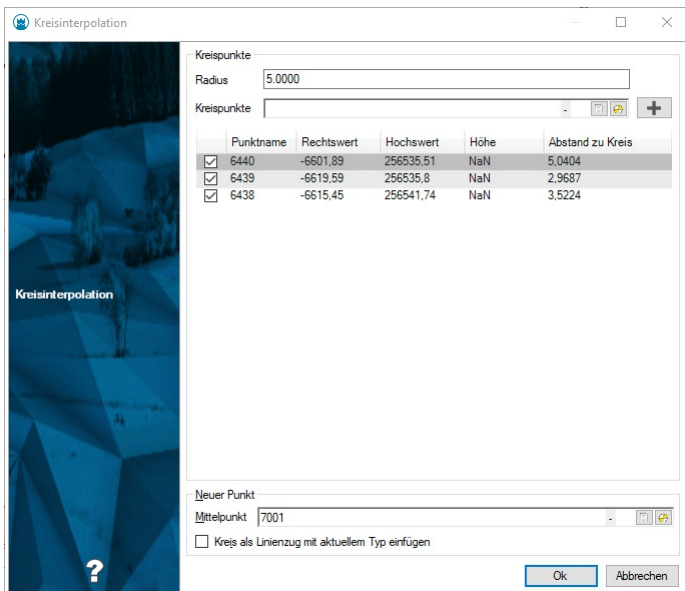 Kreisinterpolation
Kreispunkte
Radius 5.0000
Kreispunkte - +
Punktname Rechtswert Hochswert Höhe Abstand zu Kreis
6440 -6601,89 256535,51 NaN 5,0404
6439 -6619,59 256535,8 NaN 2,9687
6438 -6615,45 256541,74 NaN 3,5224
Kreisinterpolation
Neuer Punkt
Mittelpunkt 7001 -
Kreis als Linienzug mit aktuellem Typ einfügen
?
Ok Abbrechen